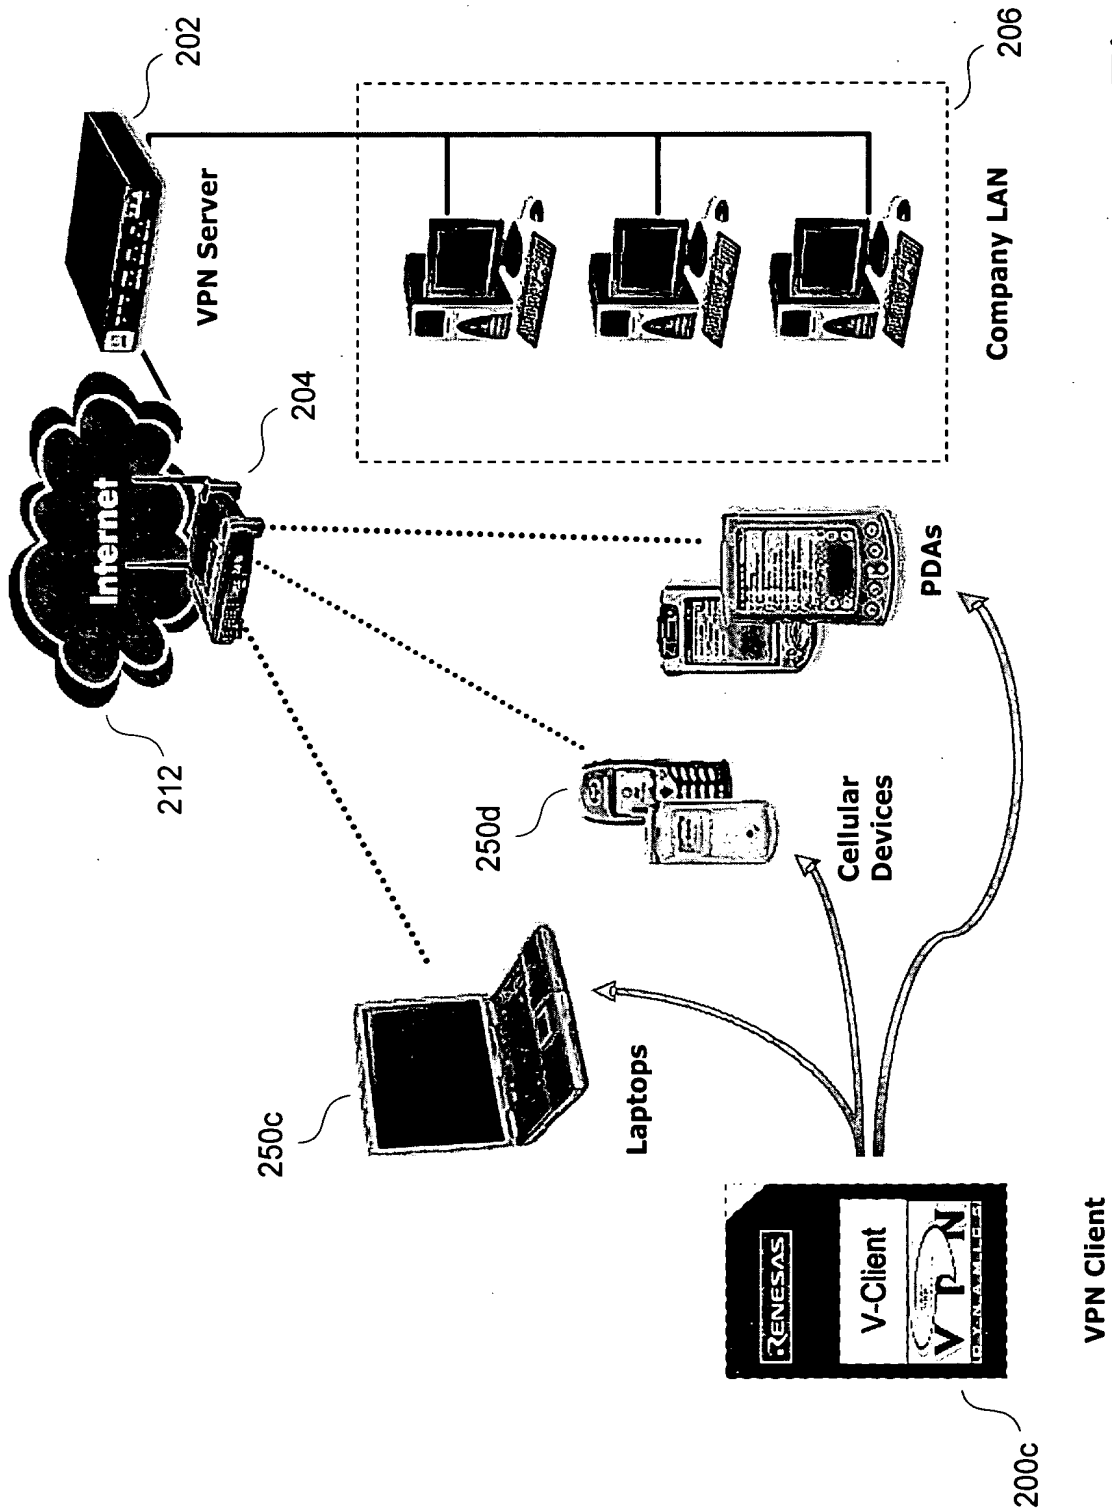 202
VPN Server
Internet
204
212
206
Company LAN
PDAs
250d
Cellular
Devices
250c
Laptops
RENESAS
V-Client
VPN
DYNAMICS
VPN Client
200c